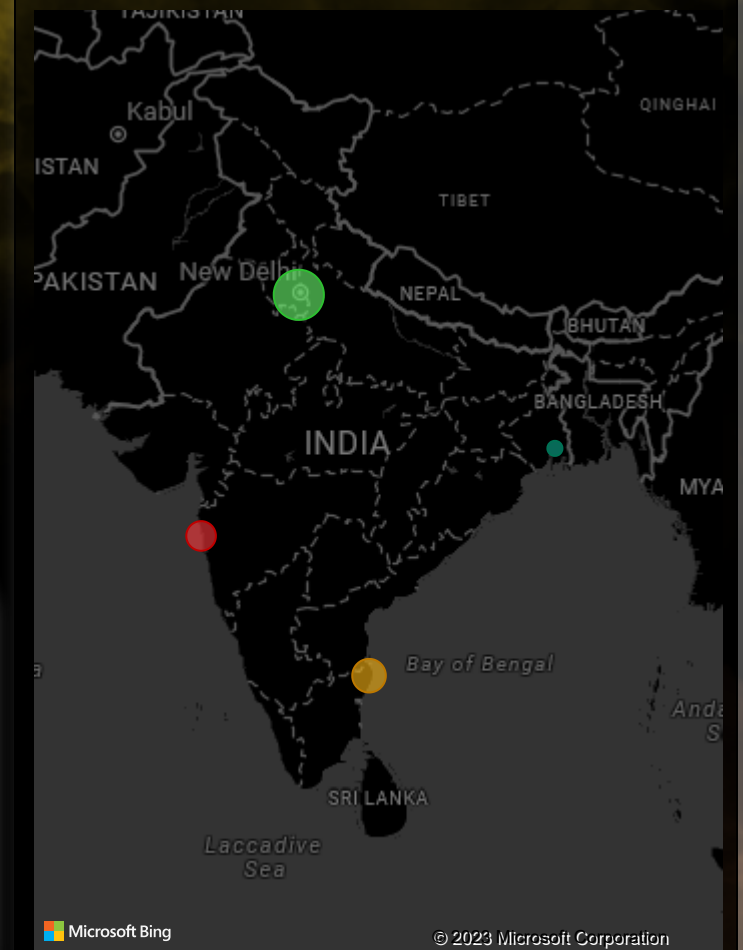 TAJIKISTAN
Kabul
QINGHAI
ISTAN
TIBET
New Delhi
PAKISTAN
NEPAL
BHUTAN
BANGLADESH
INDIA
MYA
Bay of Bengal
a
Anda
S
SRI LANKA
Laccadive
Sea
Microsoft Bing
© 2023 Microsoft Corporation